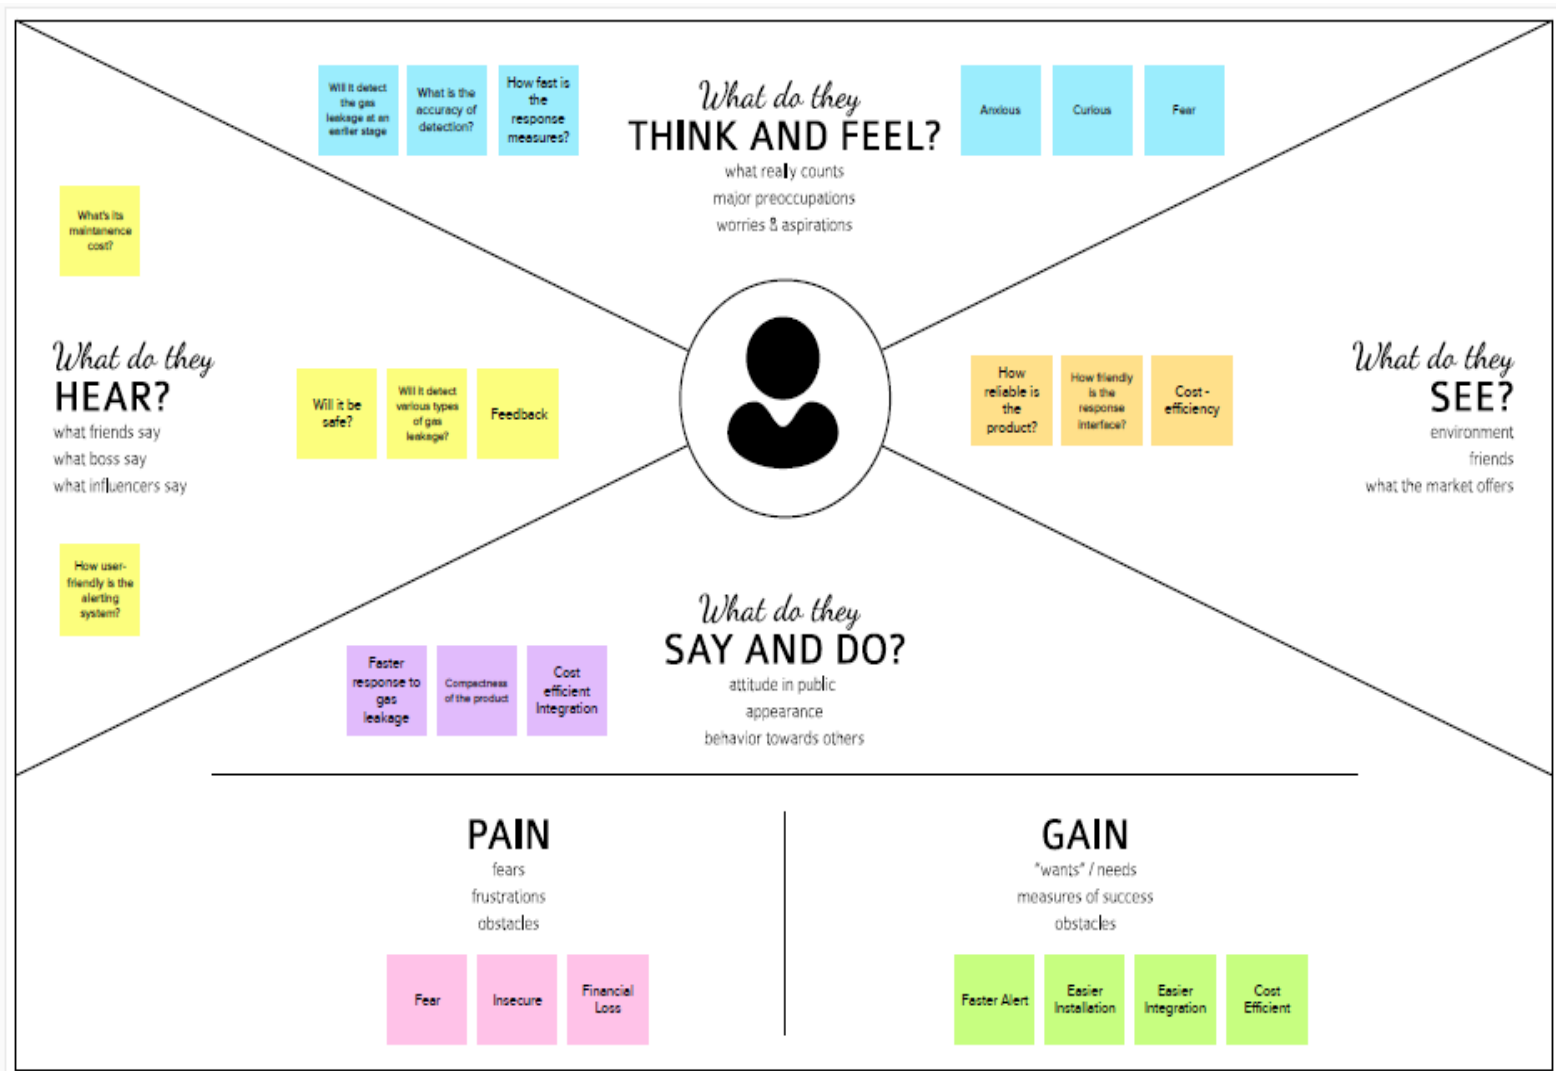 Will it detect
the gas
leakage at an
earlier stage
What is the
accuracy of
detection?
How fast is
the
response
measures?
What do they
THINK AND FEEL?
what really counts
major preoccupations
worries & aspirations
Anxious
Curious
Fear
What's its
maintanence
cost?
What do they
HEAR?
what friends say
what boss say
what influencers say
Will it be
safe?
Will it detect
various types
of gas
leakage?
Feedback
How user-
friendly is the
alerting
system?
How
reliable is
the
product?
How friendly
is the
response
interface?
Cost -
efficiency
What do they
SEE?
environment
friends
what the market offers
What do they
SAY AND DO?
attitude in public
appearance
behavior towards others
Faster
response to
gas
leakage
Compactness
of the product
Cost
efficient
Integration
PAIN
fears
frustrations
obstacles
Fear
Insecure
Financial
Loss
GAIN
"wants" / needs
measures of success
obstacles
Faster Alert
Easier
Installation
Easier
Integration
Cost
Efficient